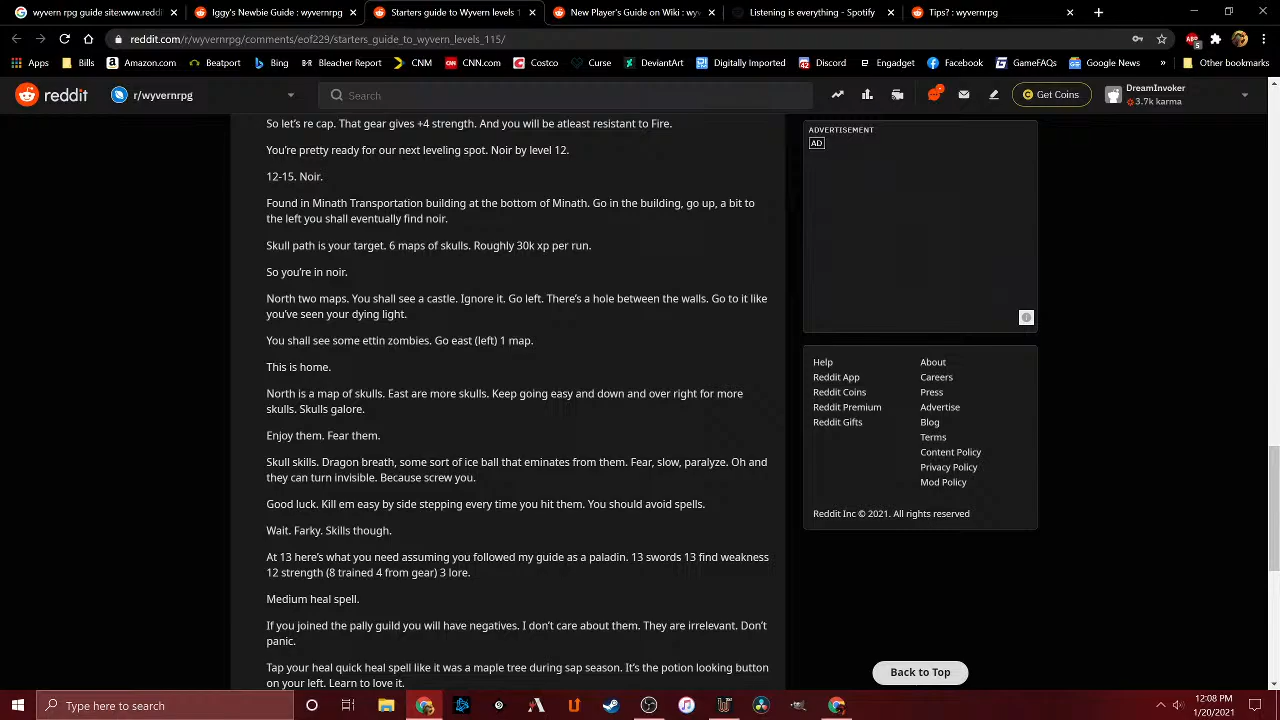 wyvern rpg guide site:www.reddi
Iggy's Newbie Guide : wyvernrpg
Starters guide to Wyvern levels 1
New Player's Guide on Wiki : wy
Listening is everything - Spotify
Tips? : wyvernrpg
reddit.com/r/wyvernrpg/comments/eof229/starters_guide_to_wyvern_levels_115/
Apps Bills Amazon.com Beatport Bing Bleacher Report CNM CNN.com Costco Curse DeviantArt Digitally Imported Discord Engadget Facebook GameFAQs Google News » Other bookmarks
reddit r/wyvernrpg Search Get Coins DreamInvoker
3.7k karma
So let's re cap. That gear gives +4 strength. And you will be atleast resistant to Fire.
You're pretty ready for our next leveling spot. Noir by level 12.
12-15. Noir.
Found in Minath Transportation building at the bottom of Minath. Go in the building, go up, a bit to
the left you shall eventually find noir.
Skull path is your target. 6 maps of skulls. Roughly 30k xp per run.
So you're in noir.
North two maps. You shall see a castle. Ignore it. Go left. There's a hole between the walls. Go to it like
you've seen your dying light.
You shall see some ettin zombies. Go east (left) 1 map.
This is home.
North is a map of skulls. East are more skulls. Keep going easy and down and over right for more
skulls. Skulls galore.
Enjoy them. Fear them.
Skull skills. Dragon breath, some sort of ice ball that eminates from them. Fear, slow, paralyze. Oh and
they can turn invisible. Because screw you.
Good luck. Kill em easy by side stepping every time you hit them. You should avoid spells.
Wait. Farky. Skills though.
At 13 here's what you need assuming you followed my guide as a paladin. 13 swords 13 find weakness
12 strength (8 trained 4 from gear) 3 lore.
Medium heal spell.
If you joined the pally guild you will have negatives. I don't care about them. They are irrelevant. Don't
panic.
Tap your heal quick heal spell like it was a maple tree during sap season. It's the potion looking button
on your left. Learn to love it.
ADVERTISEMENT
AD
Help About
Reddit App Careers
Reddit Coins Press
Reddit Premium Advertise
Reddit Gifts Blog
Terms
Content Policy
Privacy Policy
Mod Policy
Reddit Inc © 2021. All rights reserved
Back to Top
Type here to search
12:08 PM
1/20/2021